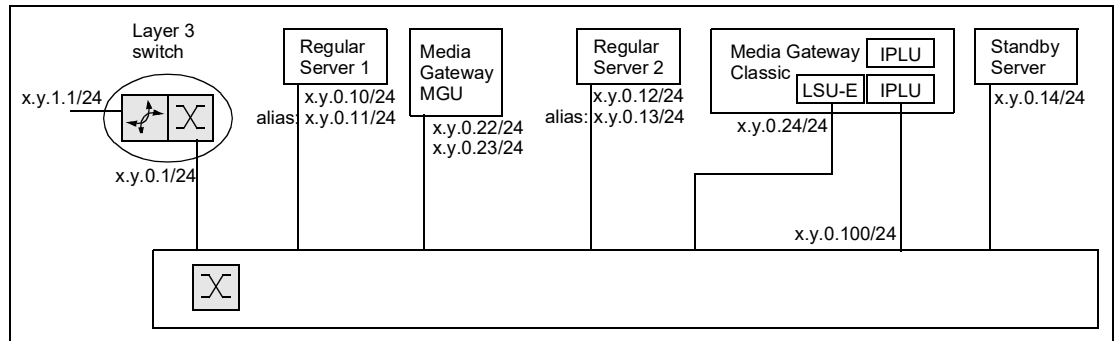 Layer 3
switch
x.y.1.1/24
x.y.0.1/24
Regular
Server 1
x.y.0.10/24
alias: x.y.0.11/24
Media
Gateway
MGU
x.y.0.22/24
x.y.0.23/24
Regular
Server 2
x.y.0.12/24
alias: x.y.0.13/24
Media Gateway
Classic
IPLU
LSU-E
IPLU
x.y.0.24/24
x.y.0.100/24
Standby
Server
x.y.0.14/24